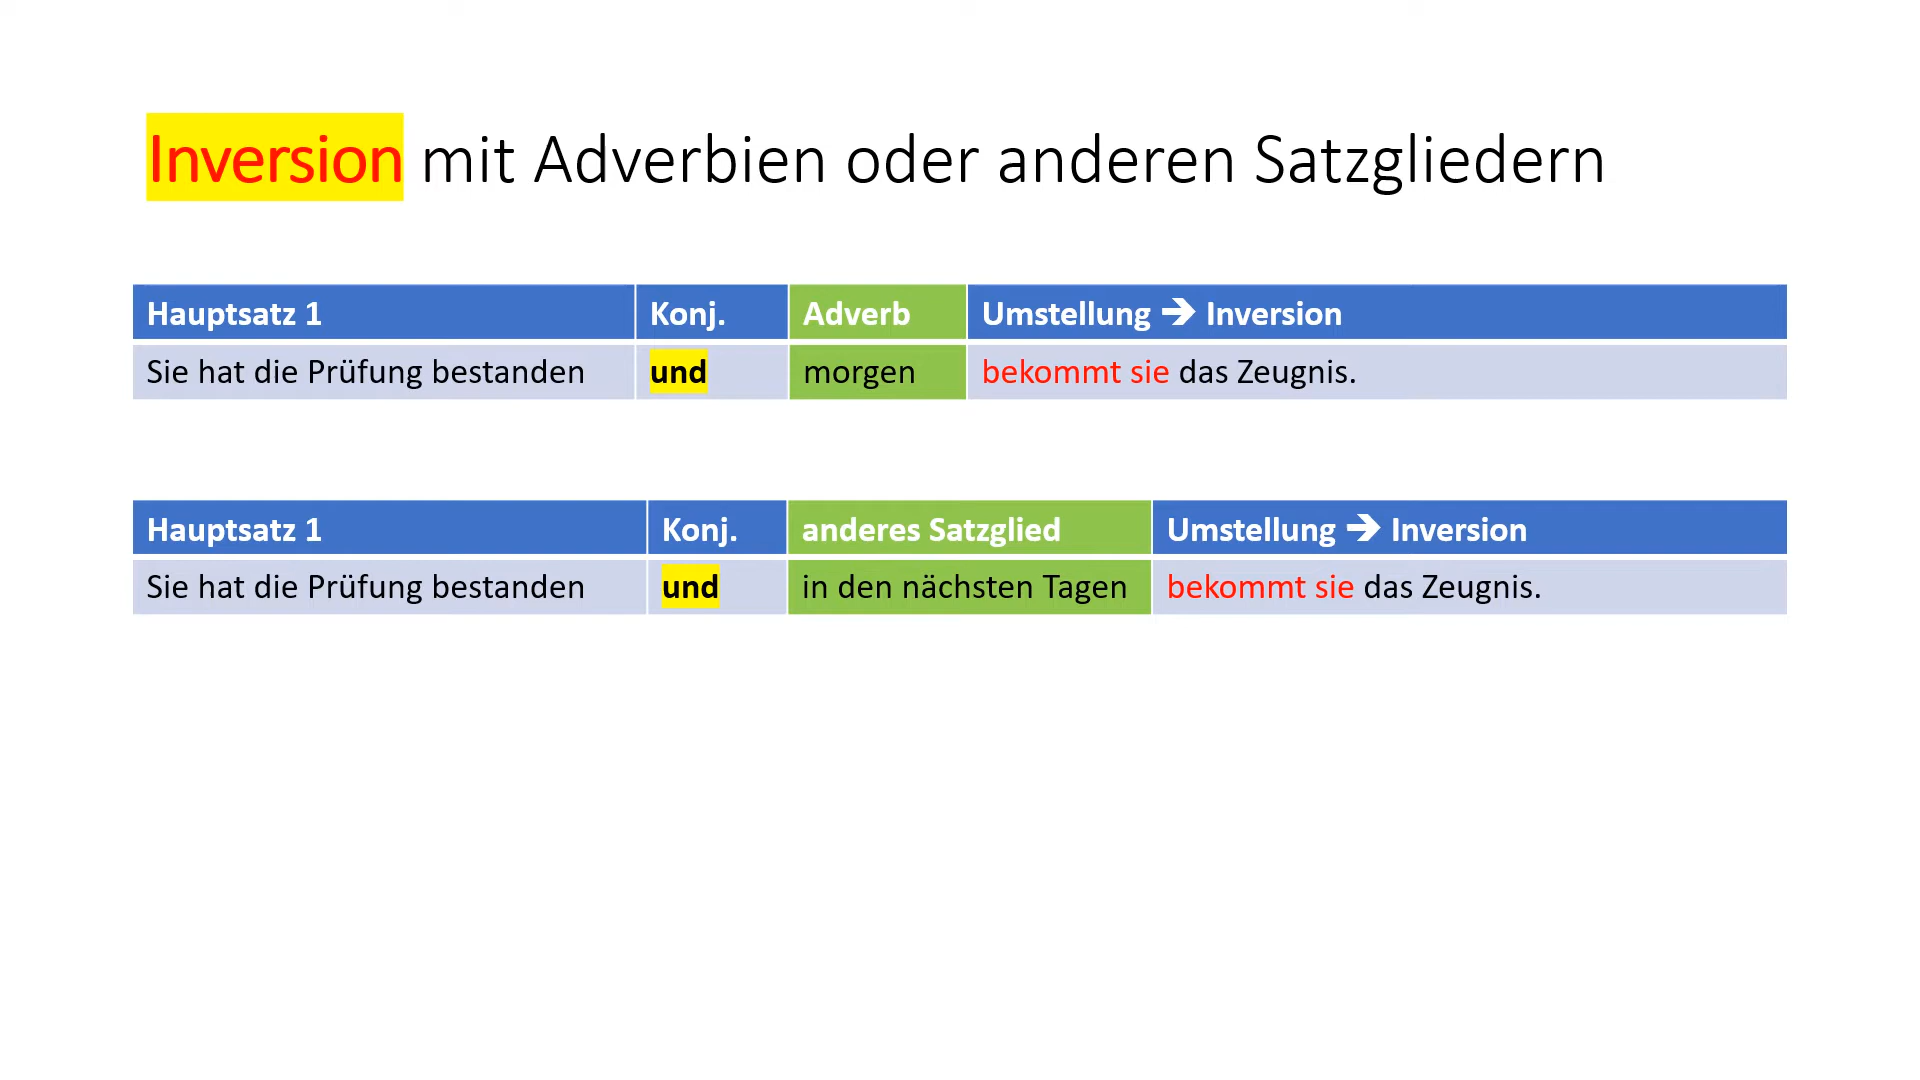 Inversion mit Adverbien oder anderen Satzgliedern
Hauptsatz 1 Konj. Adverb Umstellung → Inversion
Sie hat die Prüfung bestanden und morgen bekommt sie das Zeugnis.
Hauptsatz 1 Konj. anderes Satzglied Umstellung → Inversion
Sie hat die Prüfung bestanden und in den nächsten Tagen bekommt sie das Zeugnis.